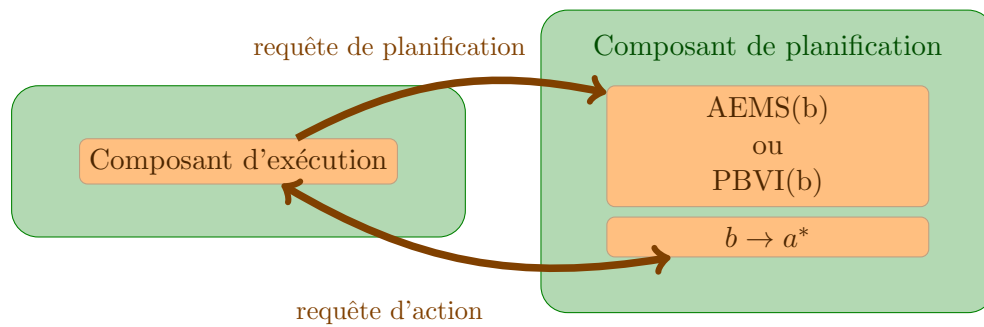 requête de planification
Composant de planification
AEMS(b)
ou
PBVI(b)
Composant d'exécution
b → a*
requête d'action